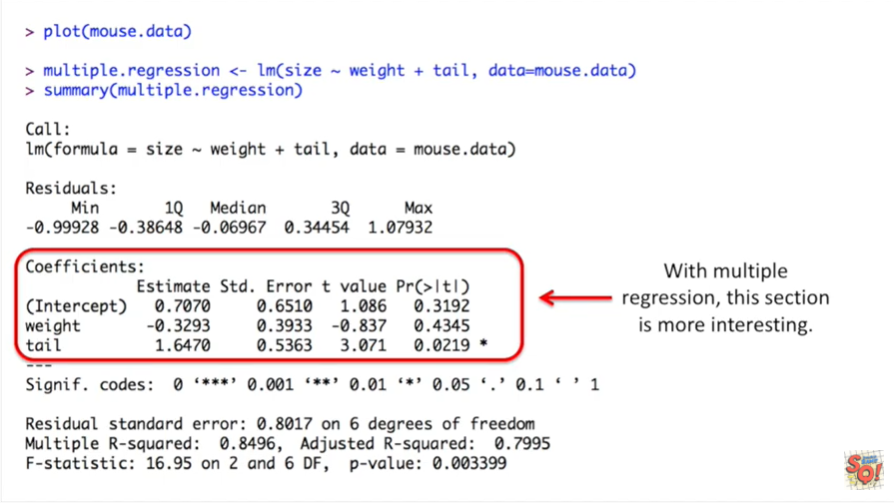 > plot(mouse.data)
> multiple.regression <- lm(size ~ weight + tail, data=mouse.data)
> summary(multiple.regression)
Call:
lm(formula = size ~ weight + tail, data = mouse.data)
Residuals:
Min 1Q Median 3Q Max
-0.99928 -0.38648 -0.06967 0.34454 1.07932
Coefficients:
Estimate Std. Error t value Pr(>|t|)
(Intercept) 0.7070 0.6510 1.086 0.3192
weight -0.3293 0.3933 -0.837 0.4345
tail 1.6470 0.5363 3.071 0.0219 *
---
Signif. codes: 0 ‘***’ 0.001 ‘**’ 0.01 ‘*’ 0.05 ‘.’ 0.1 ‘ ’ 1
Residual standard error: 0.8017 on 6 degrees of freedom
Multiple R-squared: 0.8496, Adjusted R-squared: 0.7995
F-statistic: 16.95 on 2 and 6 DF, p-value: 0.003399
With multiple
regression, this section
is more interesting.
SQ!